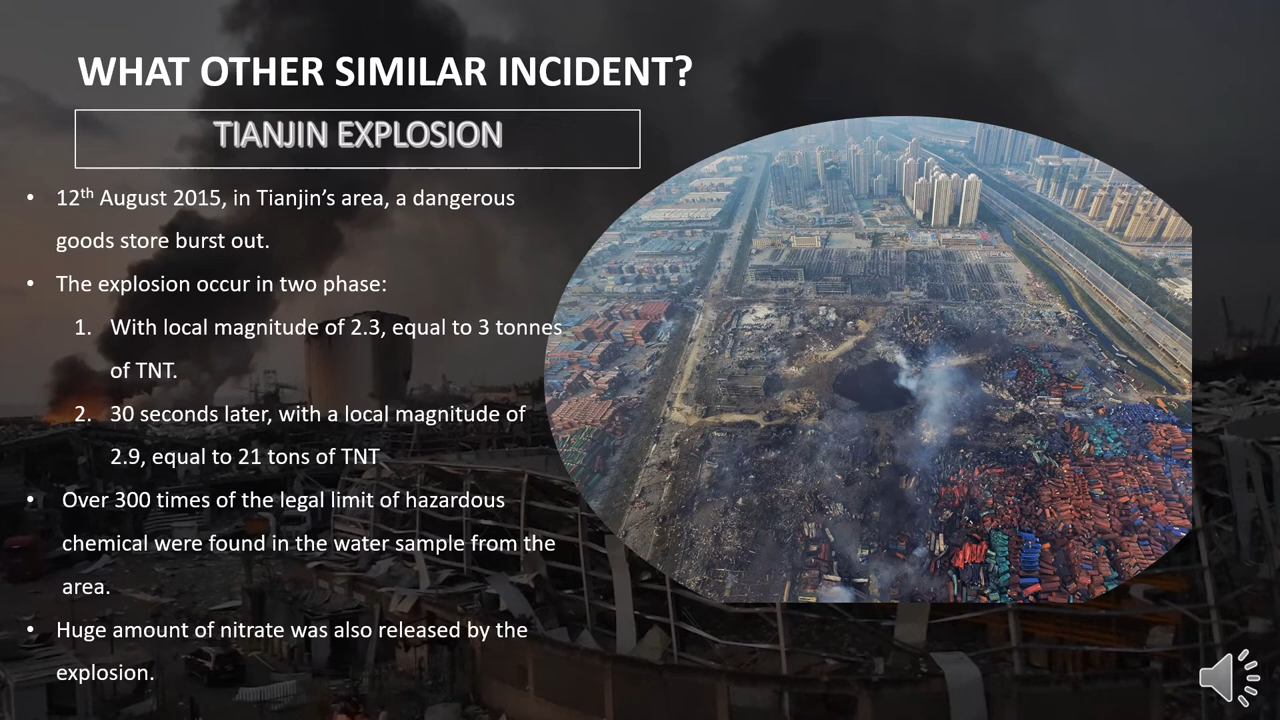 WHAT OTHER SIMILAR INCIDENT?
TIANJIN EXPLOSION
• 12th August 2015, in Tianjin’s area, a dangerous
goods store burst out.
• The explosion occur in two phase:
1. With local magnitude of 2.3, equal to 3 tonnes
of TNT.
2. 30 seconds later, with a local magnitude of
2.9, equal to 21 tons of TNT
• Over 300 times of the legal limit of hazardous
chemical were found in the water sample from the
area.
• Huge amount of nitrate was also released by the
explosion.